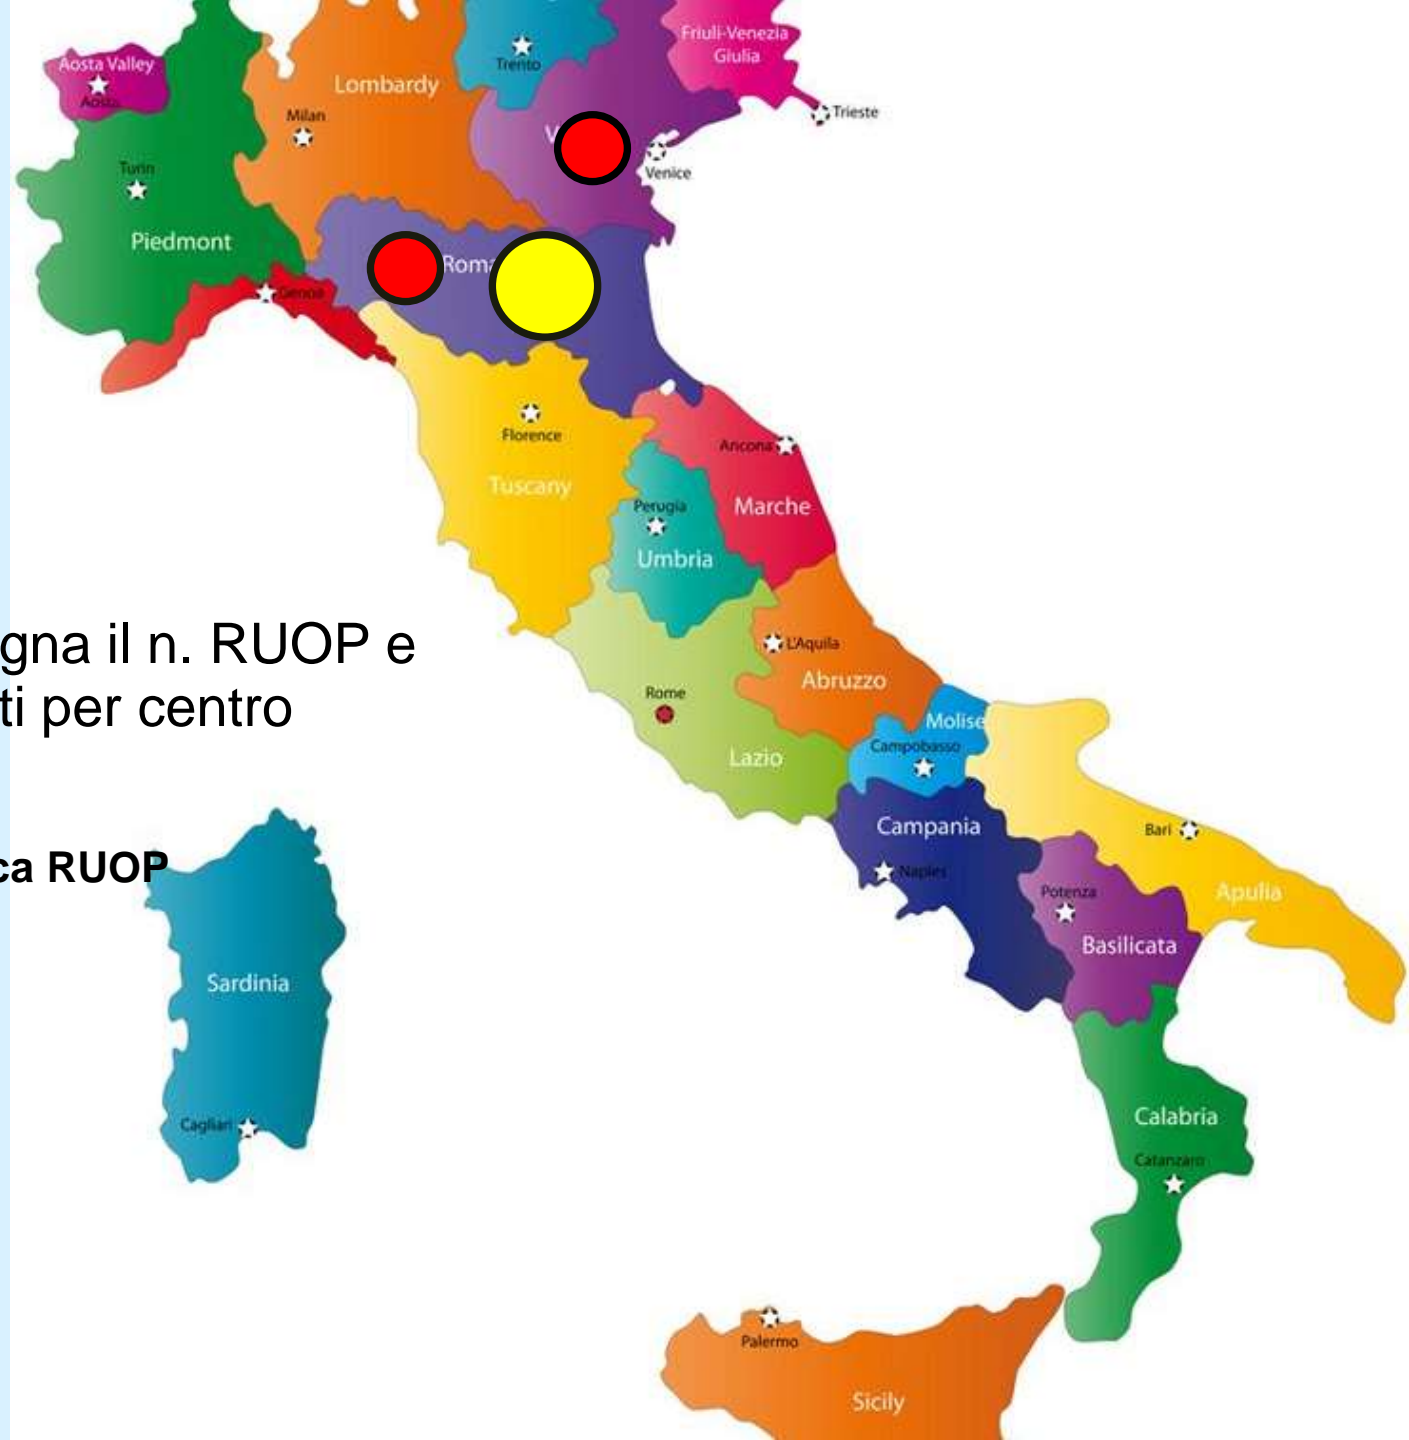 Friuli-Venezia
Giulia
Aosta Valley
Aosta
Trento
Lombardy
Milan
Trieste
Venice
Turin
Piedmont
Genoa
Florence
Tuscany
Ancona
Marche
Perugia
Umbria
gna il n. RUOP e
ti per centro
L'Aquila
Abruzzo
Rome
Lazio
Molise
Campobasso
Campania
Naples
Bari
Apulia
Potenza
Basilicata
ca RUOP
Sardinia
Cagliari
Calabria
Catanzaro
Palermo
Sicily